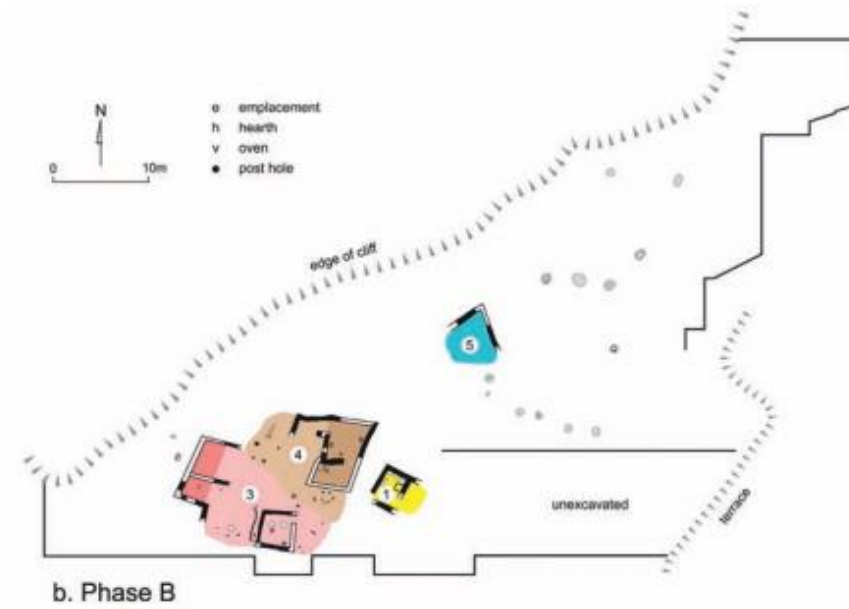 N
0 10m
e emplacement
h hearth
v oven
● post hole
edge of cliff
5
4
3
1
unexcavated
terrace
b. Phase B